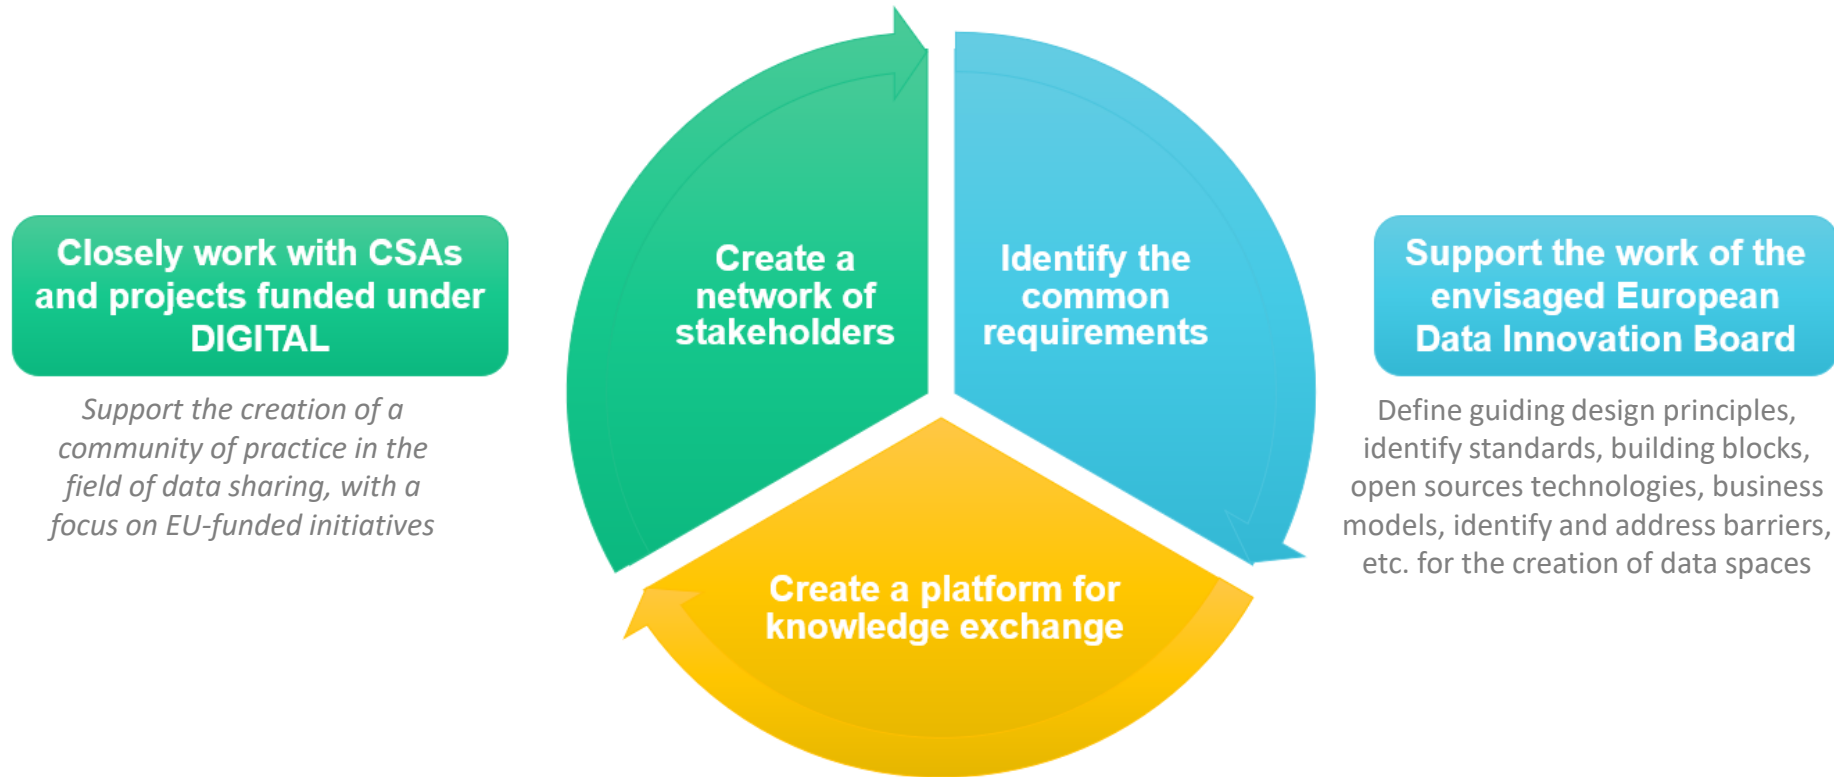 Closely work with CSAs
and projects funded under
DIGITAL
Support the creation of a
community of practice in the
field of data sharing, with a
focus on EU-funded initiatives
Create a
network of
stakeholders
Identify the
common
requirements
Create a platform for
knowledge exchange
Support the work of the
envisaged European
Data Innovation Board
Define guiding design principles,
identify standards, building blocks,
open sources technologies, business
models, identify and address barriers,
etc. for the creation of data spaces